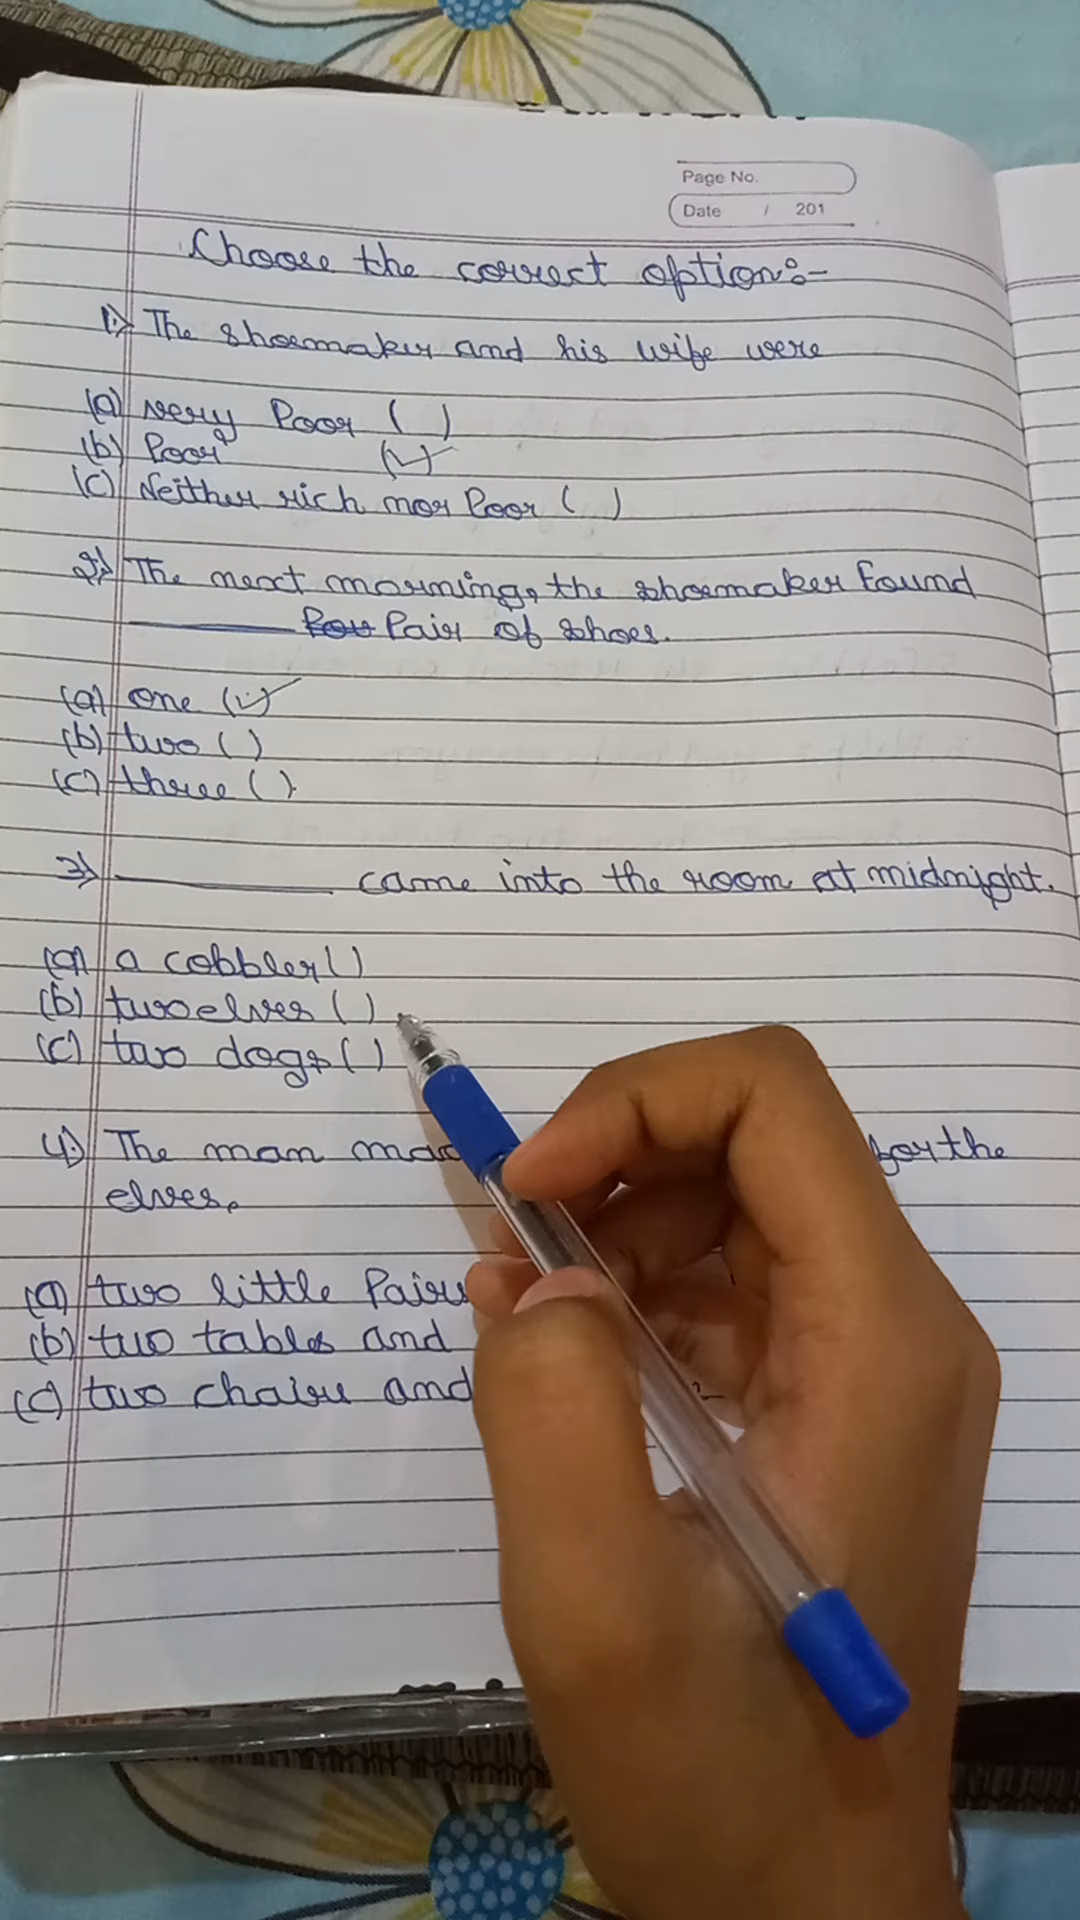 Page No.
Date / 201
Choose the correct option:-
1) The shoemaker and his wife were
(a) very Poor ( )
(b) Poor (✓)
(c) Neither rich nor Poor ( )
2) The next morning, the shoemaker Found
________ Pair of shoes.
(a) one (✓)
(b) two ( )
(c) three ( )
3) ________ came into the room at midnight.
(a) a cobbler ( )
(b) two elves ( )
(c) two dogs ( )
4) The man for the
elves.
(a) two little
(b) two tables and
(c) two chairs and